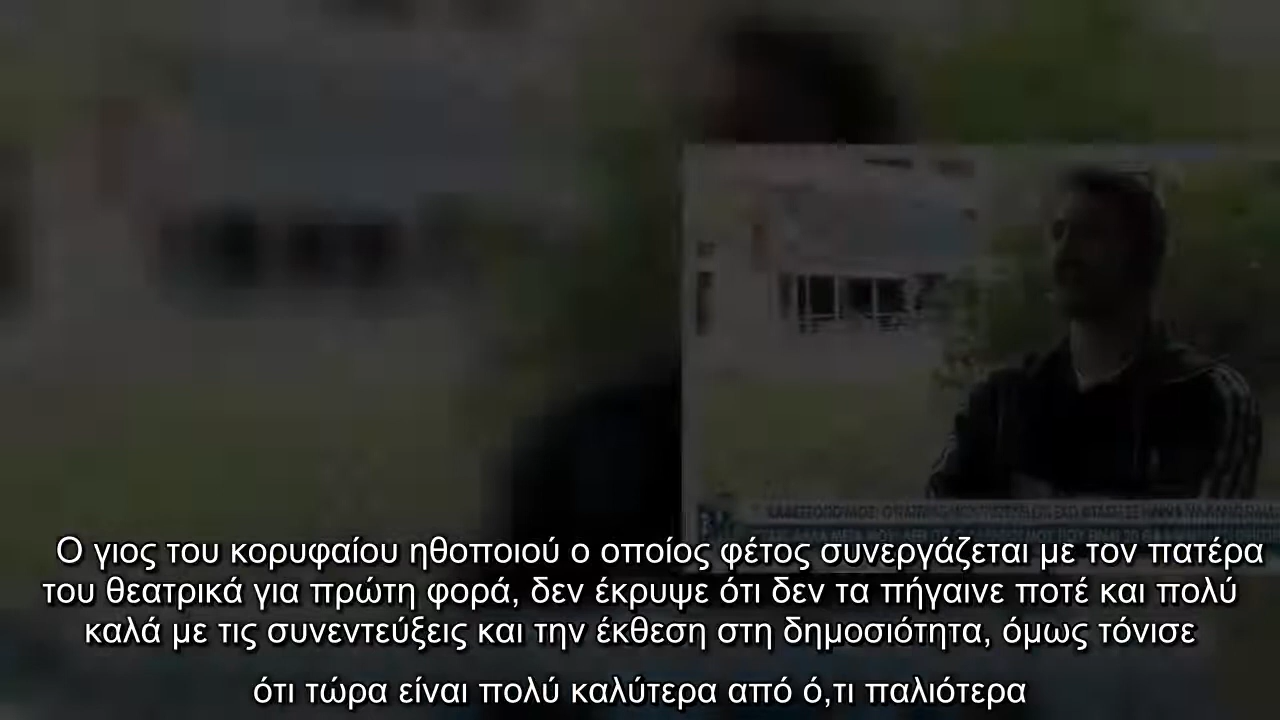 Ο γιος του κορυφαίου ηθοποιού ο οποίος φέτος συνεργάζεται με τον πατέρα
του θεατρικά για πρώτη φορά, δεν έκρυψε ότι δεν τα πήγαινε ποτέ και πολύ
καλά με τις συνεντεύξεις και την έκθεση στη δημοσιότητα, όμως τόνισε
ότι τώρα είναι πολύ καλύτερα από ό,τι παλιότερα